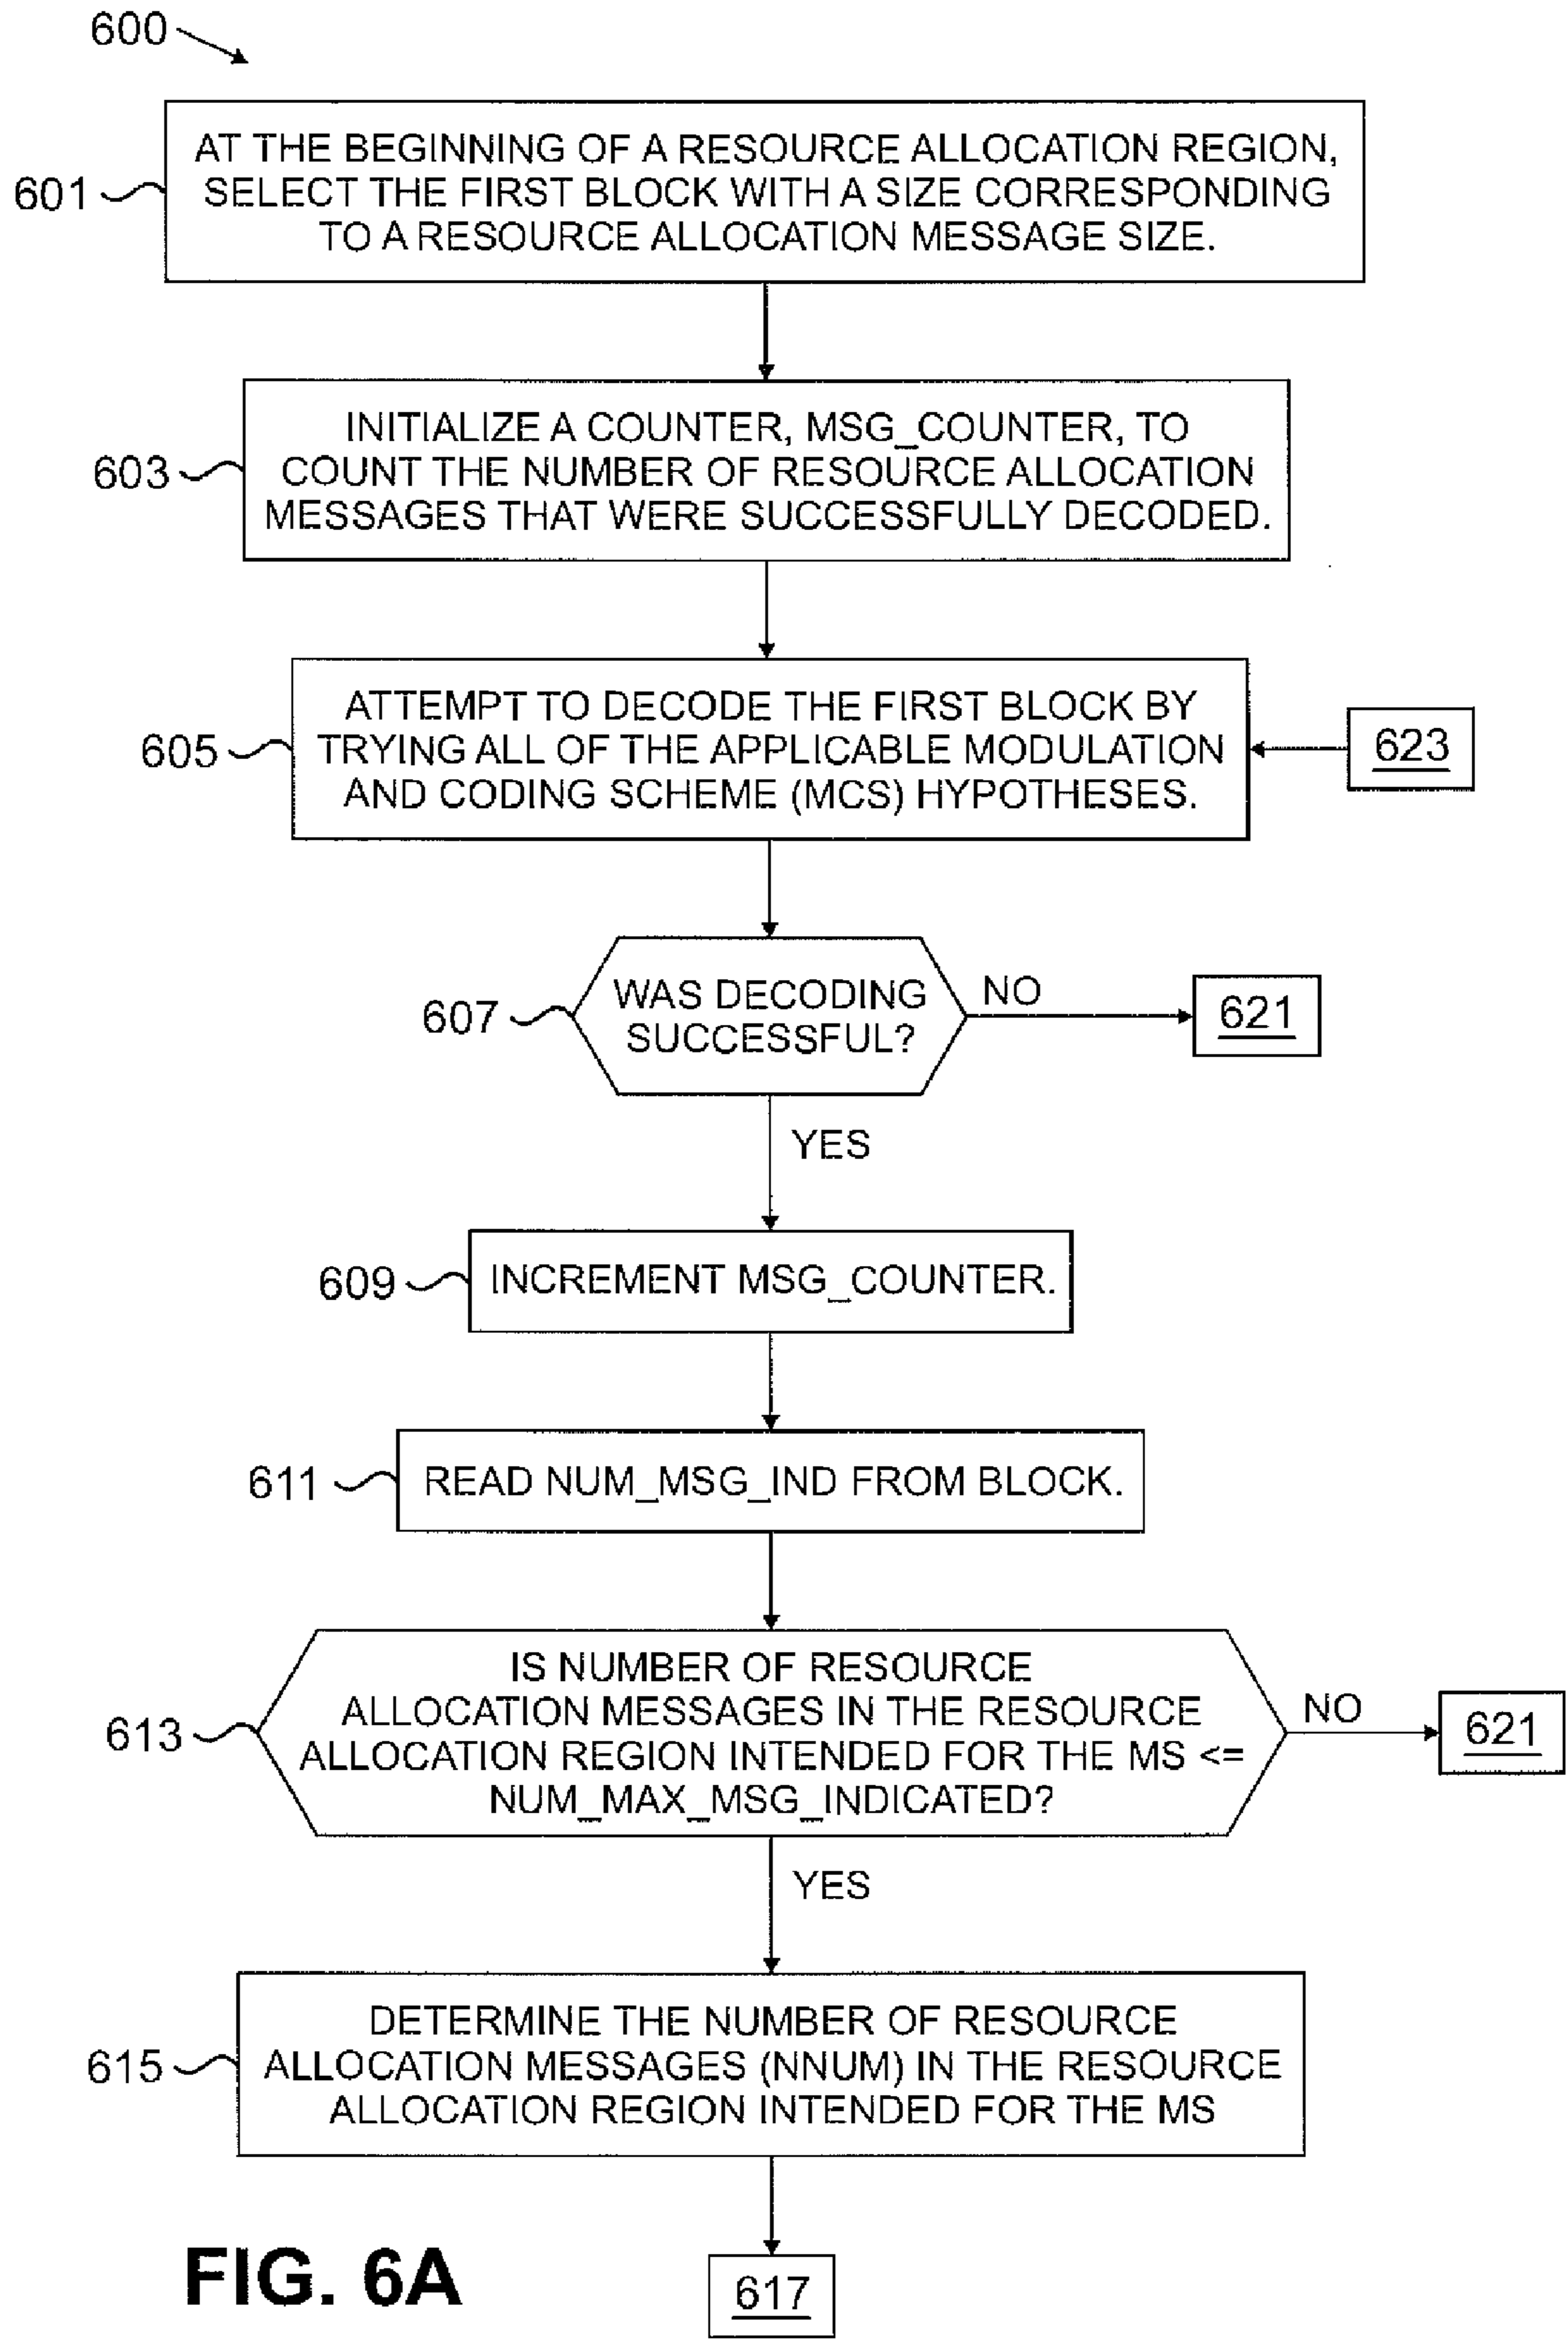 600
AT THE BEGINNING OF A RESOURCE ALLOCATION REGION,
SELECT THE FIRST BLOCK WITH A SIZE CORRESPONDING
TO A RESOURCE ALLOCATION MESSAGE SIZE.
601
INITIALIZE A COUNTER, MSG_COUNTER, TO
COUNT THE NUMBER OF RESOURCE ALLOCATION
MESSAGES THAT WERE SUCCESSFULLY DECODED.
603
ATTEMPT TO DECODE THE FIRST BLOCK BY
TRYING ALL OF THE APPLICABLE MODULATION
AND CODING SCHEME (MCS) HYPOTHESES.
605
623
WAS DECODING
SUCCESSFUL?
607
NO
621
YES
609
INCREMENT MSG_COUNTER.
611
READ NUM_MSG_IND FROM BLOCK.
IS NUMBER OF RESOURCE
ALLOCATION MESSAGES IN THE RESOURCE
ALLOCATION REGION INTENDED FOR THE MS <=
NUM_MAX_MSG_INDICATED?
613
NO
621
YES
DETERMINE THE NUMBER OF RESOURCE
ALLOCATION MESSAGES (NNUM) IN THE RESOURCE
ALLOCATION REGION INTENDED FOR THE MS
615
617
FIG. 6A